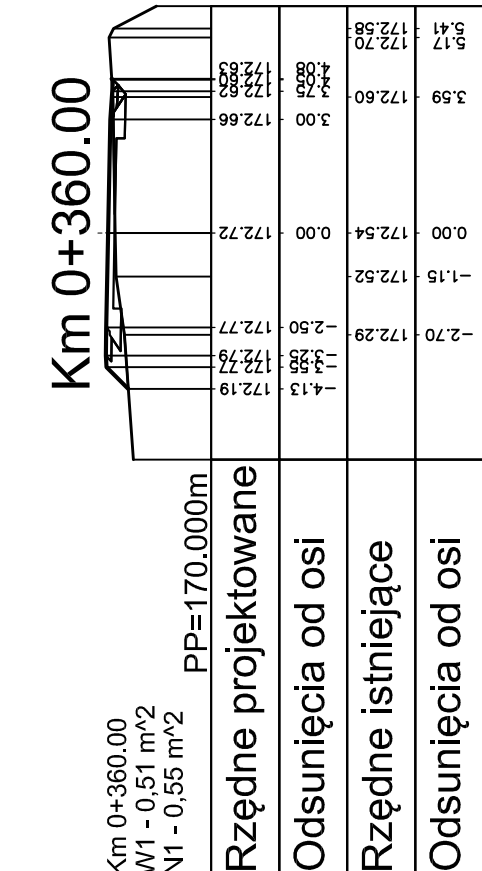 Km 0+360.00
Km 0+360.00
W1 - 0,51 m^2
N1 - 0,55 m^2
PP=170.000m
Rzędne projektowane 172.19 172.77 172.79 172.77 172.72 172.66 172.62 172.60 172.63
Odsunięcia od osi -4.13 -3.55 -3.25 -2.50 0.00 3.00 3.75 4.05 4.08
Rzędne istniejące 172.29 172.52 172.54 172.60 172.70 172.58
Odsunięcia od osi -2.70 -1.15 0.00 3.59 5.17 5.41